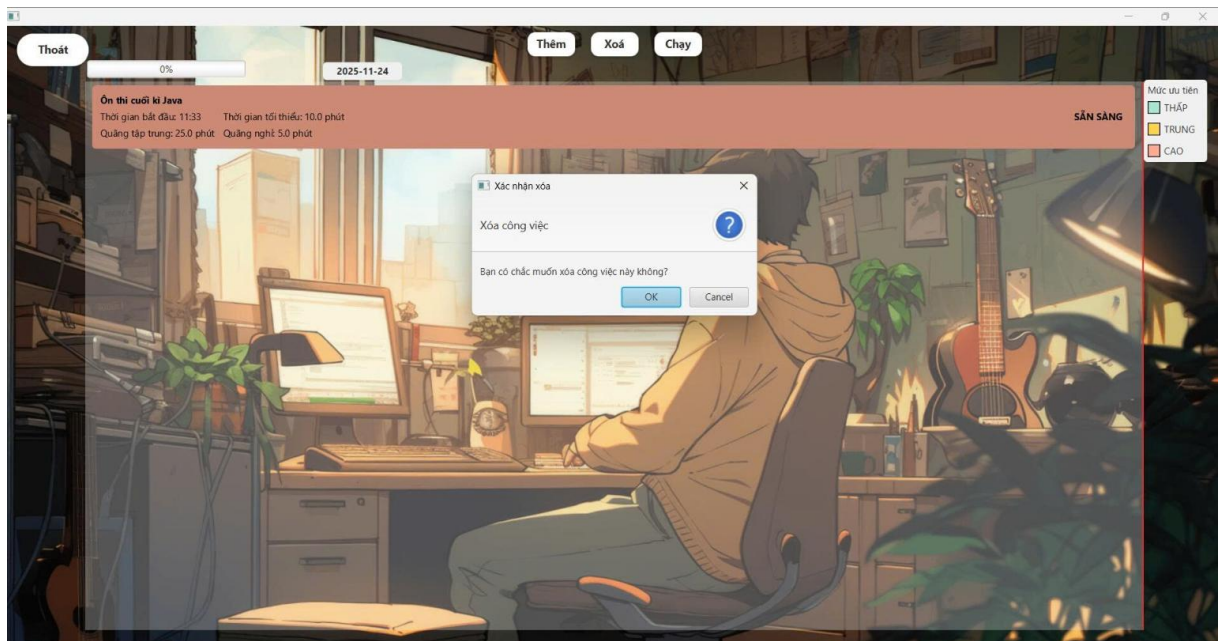 Thoát
Thêm
Xoá
Chạy
0%
2025-11-24
Ôn thi cuối kì Java
Thời gian bắt đầu: 11:33 Thời gian tối thiểu: 10.0 phút
Quãng tập trung: 25.0 phút Quãng nghỉ: 5.0 phút
SẴN SÀNG
Mức ưu tiên
THẤP
TRUNG
CAO
Xác nhận xóa
Xóa công việc
?
Bạn có chắc muốn xóa công việc này không?
OK
Cancel